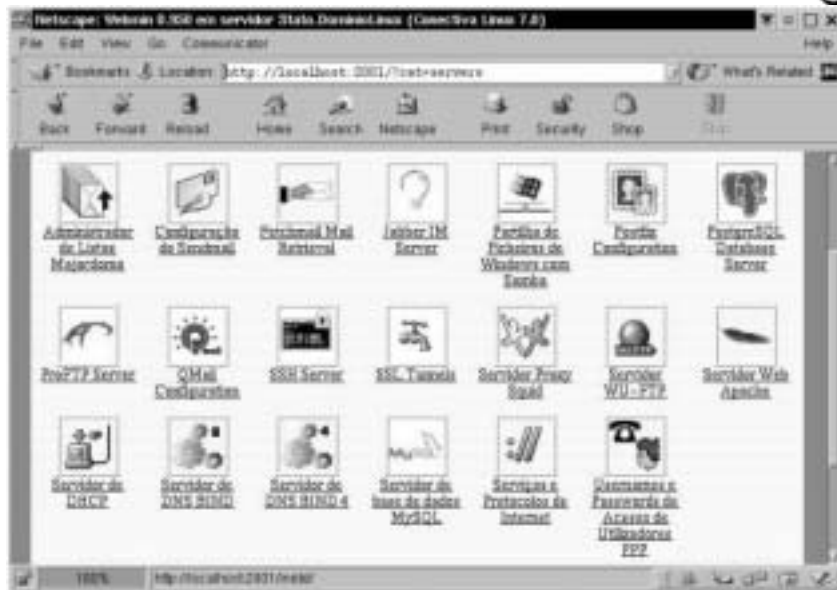 Netscape: Webmin 0.950 em servidor Stato.DominioLinux (Conectiva Linux 7.0)
File Edit View Go Communicator Help
Bookmarks Location: http://localhost:2001/?cat=servers What's Related
Back Forward Reload Home Search Netscape Print Security Shop Stop
Administrador de Listas Majordomo
Configuração do Sendmail
Fetchmail Mail Retrieval
Jabber IM Server
Partilha de Ficheiros do Windows com Samba
Postfix Configuration
PostgreSQL Database Server
ProFTP Server
QMail Configuration
SSH Server
SSL Tunnels
Servidor Proxy Squid
Servidor WU-FTP
Servidor Web Apache
Servidor de DHCP
Servidor de DNS BIND
Servidor de DNS BIND 4
Servidor de base de dados MySQL
Serviços e Protocolos da Internet
Usernames e Passwords de Acesso de Utilizadores PPP
100% http://localhost:2001/inetd/